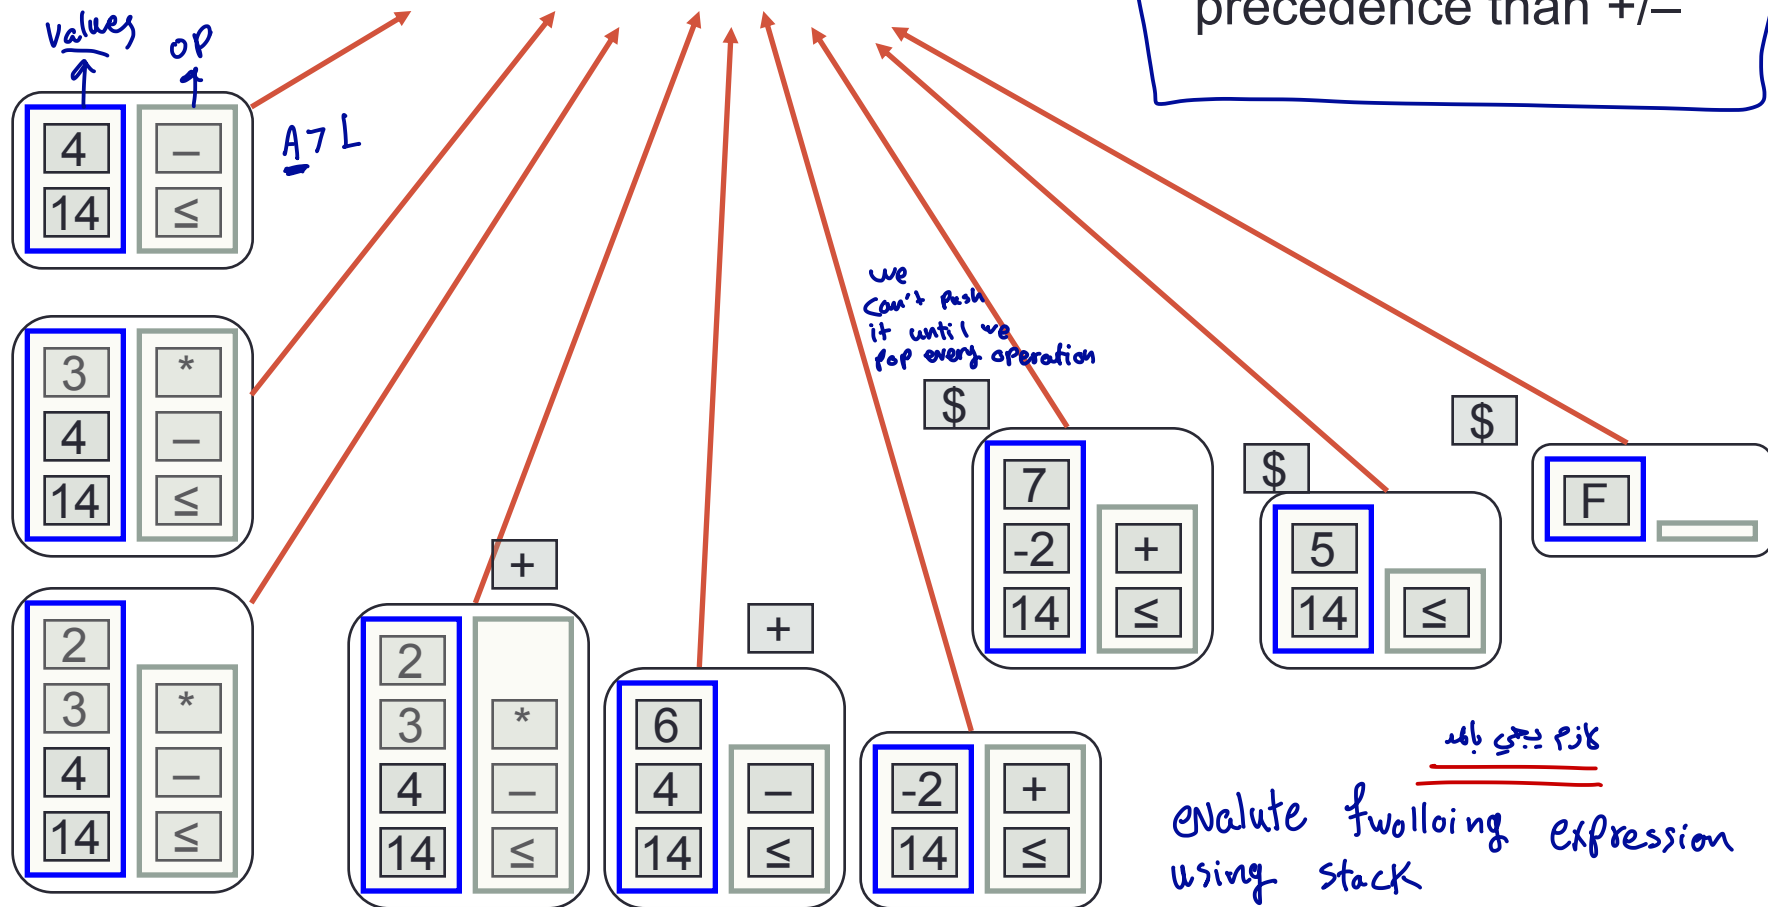 precedence than +/–
values
op
4 –
14 ≤
A 7 L
3 *
4 –
14 ≤
2
3 *
4 –
14 ≤
+
2
3 *
4 –
14 ≤
+
6
4 –
14 ≤
-2 +
14 ≤
we
can't push
it until we
pop every operation
$
7
-2 +
14 ≤
$
5
14 ≤
$
F
لازم يجي بال
evalute fwolloing expression
using stack